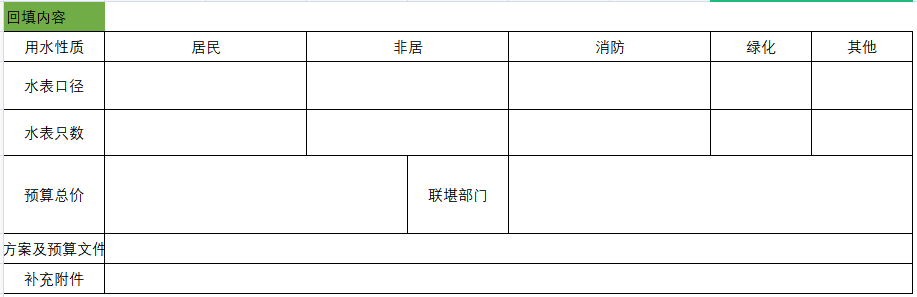 回填内容
用水性质 居民 非居 消防 绿化 其他
水表口径
水表只数
预算总价 联堪部门
方案及预算文件
补充附件